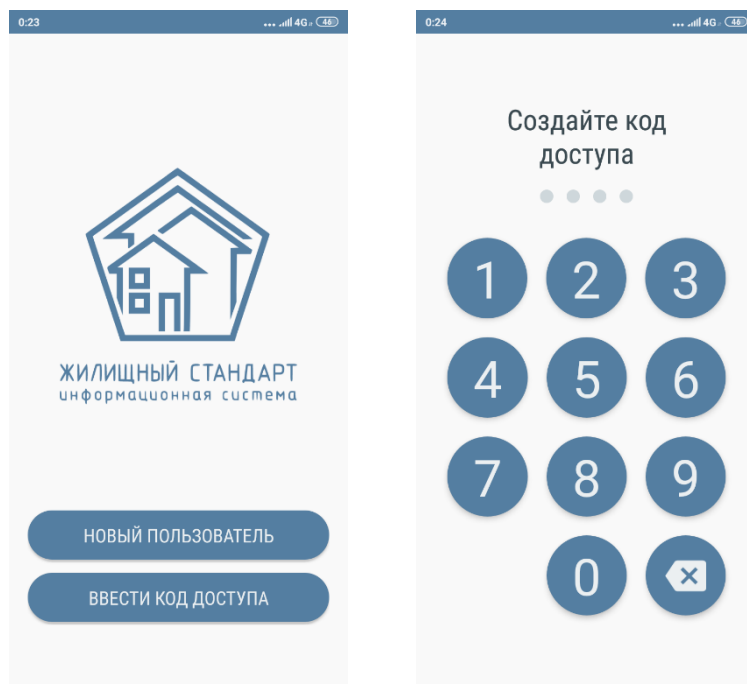 0:23
4G 46
ЖИЛИЩНЫЙ СТАНДАРТ
информационная система
НОВЫЙ ПОЛЬЗОВАТЕЛЬ
ВВЕСТИ КОД ДОСТУПА
0:24
4G 46
Создайте код
доступа
1 2 3
4 5 6
7 8 9
0